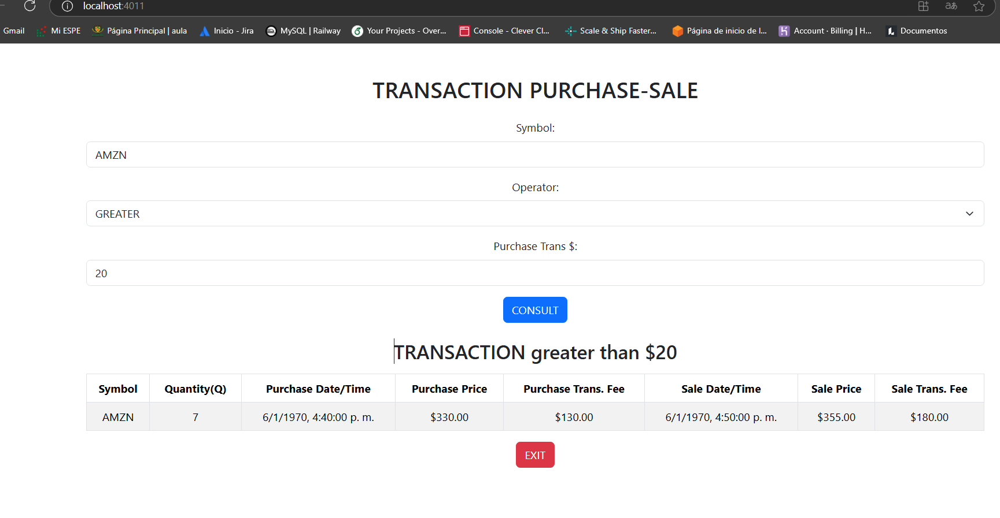 localhost:4011
Gmail Mi ESPE Página Principal | aula Inicio - Jira MySQL | Railway Your Projects - Over... Console - Clever Cl... Scale & Ship Faster... Página de inicio de l... Account · Billing | H... Documentos
TRANSACTION PURCHASE-SALE
Symbol:
AMZN
Operator:
GREATER
Purchase Trans $:
20
CONSULT
TRANSACTION greater than $20
Symbol Quantity(Q) Purchase Date/Time Purchase Price Purchase Trans. Fee Sale Date/Time Sale Price Sale Trans. Fee
AMZN 7 6/1/1970, 4:40:00 p. m. $330.00 $130.00 6/1/1970, 4:50:00 p. m. $355.00 $180.00
EXIT